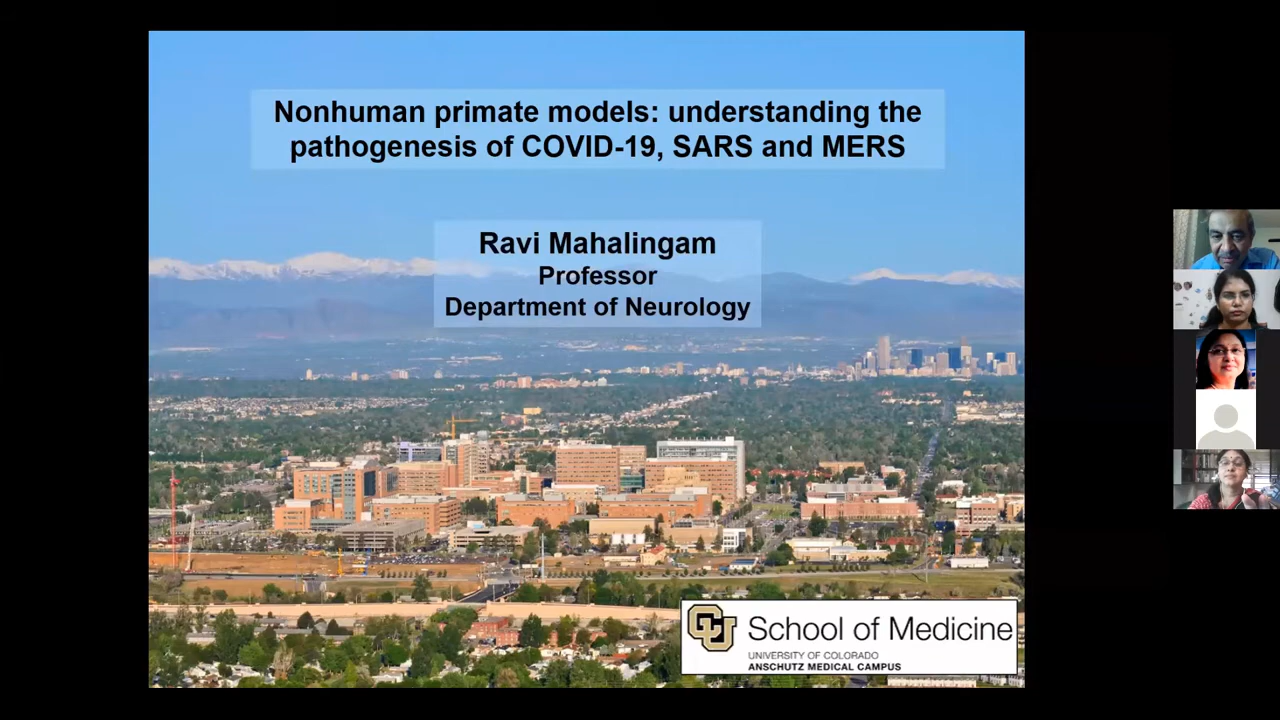 Nonhuman primate models: understanding the
pathogenesis of COVID-19, SARS and MERS
Ravi Mahalingam
Professor
Department of Neurology
CU
School of Medicine
UNIVERSITY OF COLORADO
ANSCHUTZ MEDICAL CAMPUS